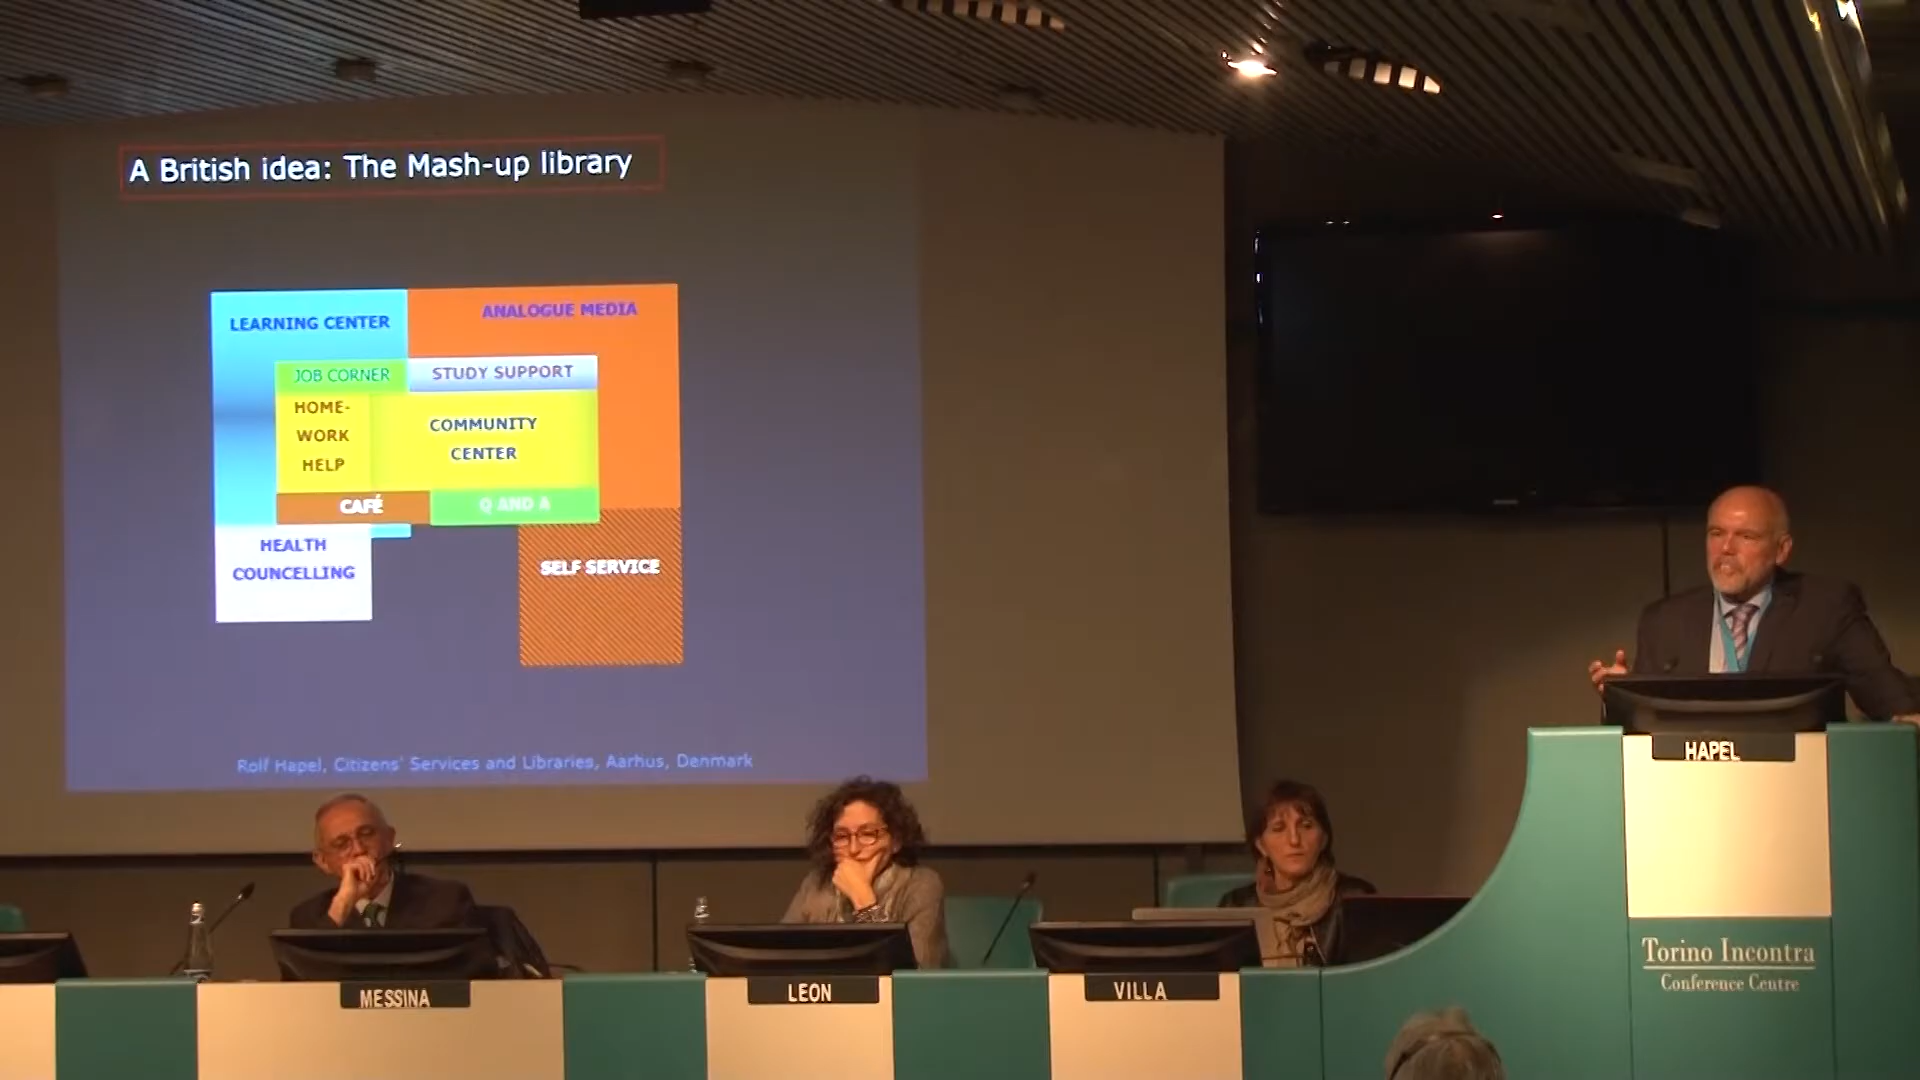 A British idea: The Mash-up library
LEARNING CENTER
ANALOGUE MEDIA
JOB CORNER
STUDY SUPPORT
HOME-
WORK
HELP
COMMUNITY
CENTER
CAFÉ
Q AND A
HEALTH
COUNCELLING
SELF SERVICE
Rolf Hapel, Citizens' Services and Libraries, Aarhus, Denmark
MESSINA
LEON
VILLA
HAPEL
Torino Incontra
Conference Centre